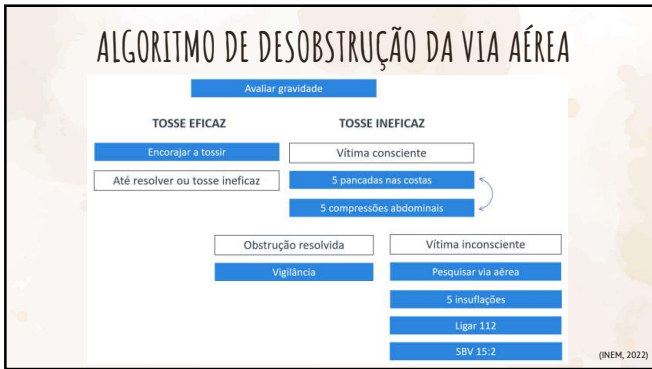 ALGORITMO DE DESOBSTRUÇÃO DA VIA AÉREA
Avaliar gravidade
TOSSE EFICAZ
Encorajar a tossir
Até resolver ou tosse ineficaz
TOSSE INEFICAZ
Vítima consciente
5 pancadas nas costas
5 compressões abdominais
Obstrução resolvida
Vigilância
Vítima inconsciente
Pesquisar via aérea
5 insuflações
Ligar 112
SBV 15:2
(INEM, 2022)